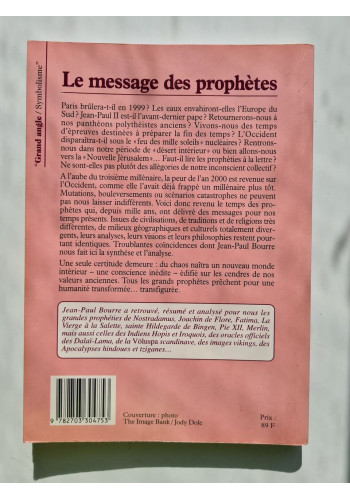 "Grand angle / Symbolisme"
Le message des prophètes
Paris brûlera-t-il en 1999 ? Les eaux envahiront-elles l'Europe du
Sud ? Jean-Paul II est-il l'avant-dernier pape ? Retournerons-nous à
nos panthéons polythéistes anciens ? Vivons-nous des temps
d'épreuves destinées à préparer la fin des temps ? L'Occident
disparaîtra-t-il sous le «feu des mille soleils» nucléaires ? Rentrons-
nous dans notre période de «désert intérieur» ou bien allons-nous
vers la «Nouvelle Jérusalem»... Faut-il lire les prophètes à la lettre ?
Ne sont-elles pas plutôt des allégories de notre inconscient collectif ?
A l'aube du troisième millénaire, la peur de l'an 2000 est revenue sur
l'Occident, comme elle l'avait déjà frappé un millénaire plus tôt.
Mutations, bouleversements ou scénarios catastrophes ne peuvent
pas nous laisser indifférents. Voici donc revenu le temps des pro-
phètes qui, depuis mille ans, ont délivré des messages pour nos
temps présents. Issues de civilisations, de traditions et de religions très
différentes, de milieux géographiques et culturels totalement diver-
gents, leurs analyses, leurs visions et leurs philosophies restent pour-
tant identiques. Troublantes coïncidences dont Jean-Paul Bourre
nous fait ici la synthèse et l'analyse.
Une seule certitude demeure : du chaos naîtra un nouveau monde
intérieur – une conscience inédite – édifié sur les cendres de nos
valeurs anciennes. Tous les grands prophètes prêchent pour une
humanité transformée... transfigurée.
Jean-Paul Bourre a retrouvé, résumé et analysé pour nous les
grandes prophéties de Nostradamus, Joachin de Flore, Fatima, La
Vierge à la Salette, sainte Hildegarde de Bingen, Pie XII, Merlin,
mais aussi celles des Indiens Hopis et Iroquois, des oracles officiels
des Dalaï-Lama, de la Völuspa scandinave, des images vikings, des
Apocalypses hindoues et tziganes...
9 782703 304753
Couverture : photo
The Image Bank / Jody Dole
Prix :
89 F